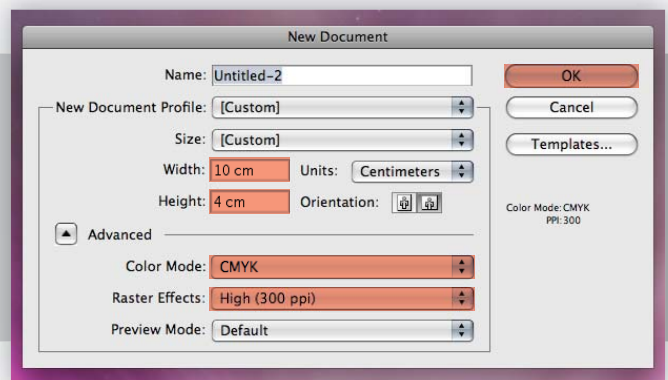 New Document
Name: Untitled-2
OK
New Document Profile: [Custom]
Cancel
Size: [Custom]
Templates...
Width: 10 cm Units: Centimeters
Height: 4 cm Orientation:
Color Mode: CMYK
PPI: 300
Advanced
Color Mode: CMYK
Raster Effects: High (300 ppi)
Preview Mode: Default